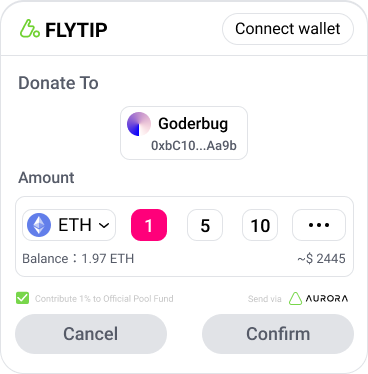 FLYTIP
Connect wallet
Donate To
Goderbug
0xbC10...Aa9b
Amount
ETH 1 5 10 •••
Balance：1.97 ETH ~$ 2445
Contribute 1% to Official Pool Fund Send via AURORA
Cancel Confirm